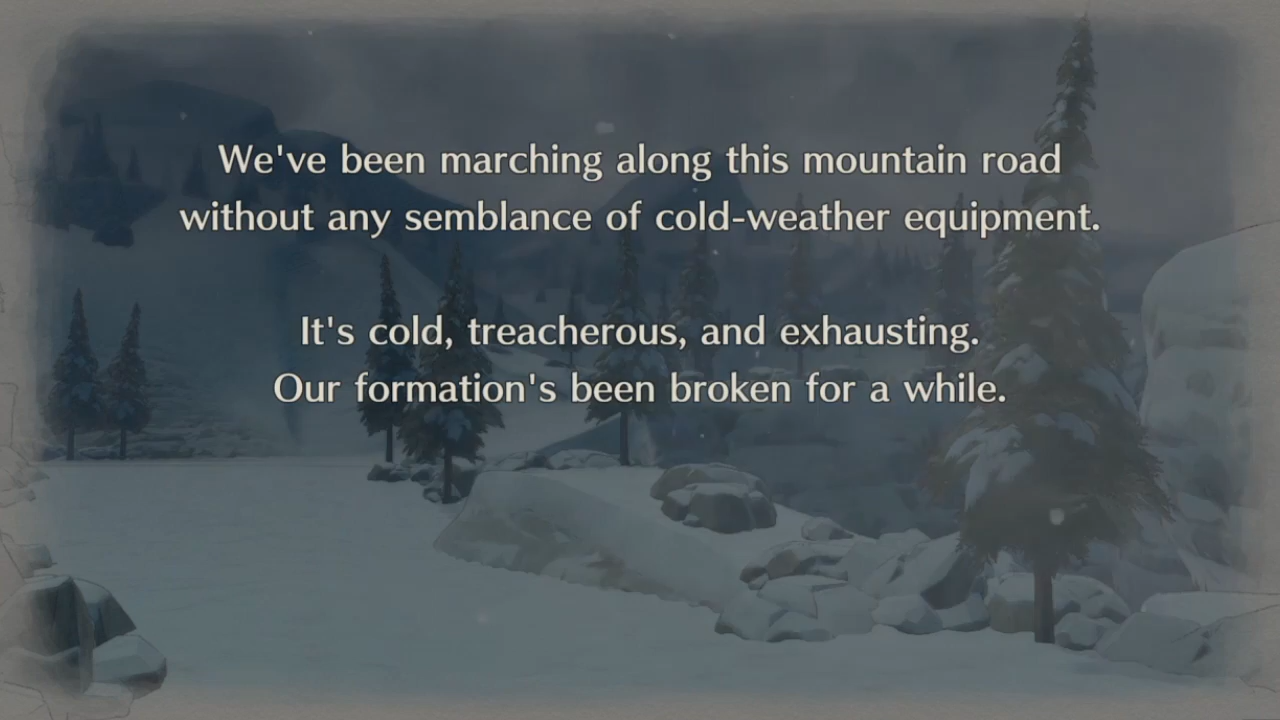 We've been marching along this mountain road
without any semblance of cold-weather equipment.
It's cold, treacherous, and exhausting.
Our formation's been broken for a while.